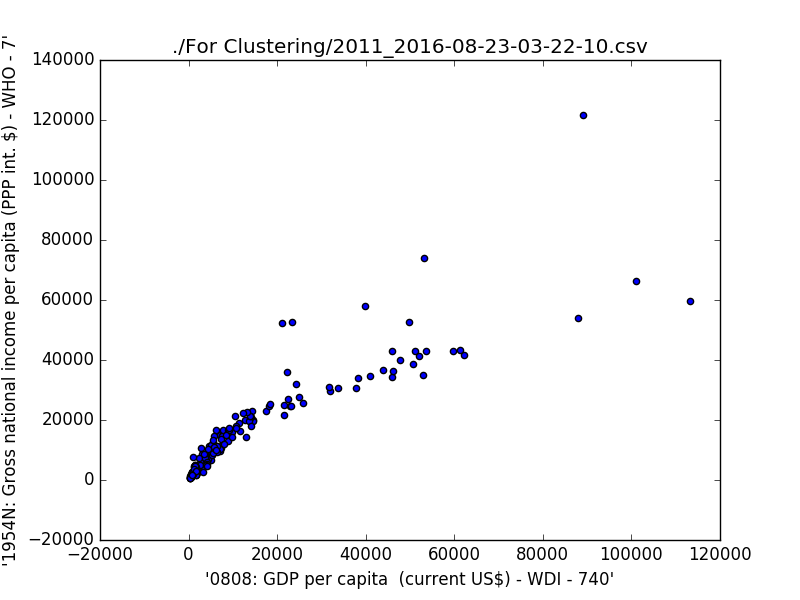 ./For Clustering/2011_2016-08-23-03-22-10.csv
'1954N: Gross national income per capita (PPP int. $) - WHO - 7'
140000
120000
100000
80000
60000
40000
20000
0
−20000
−20000 0 20000 40000 60000 80000 100000 120000
'0808: GDP per capita  (current US$) - WDI - 740'